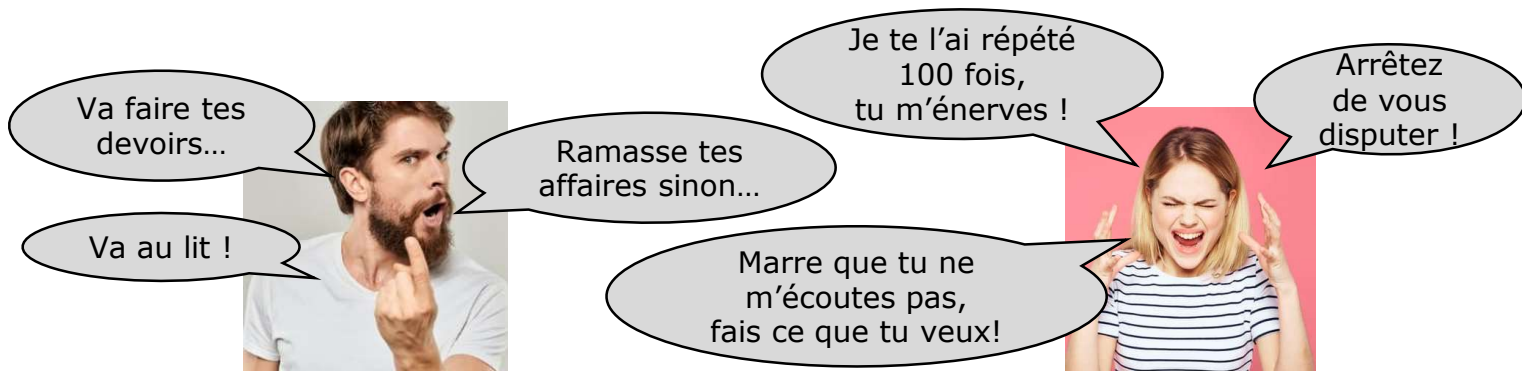 Va faire tes
devoirs…
Ramasse tes
affaires sinon…
Va au lit !
Je te l’ai répété
100 fois,
tu m’énerves !
Arrêtez
de vous
disputer !
Marre que tu ne
m’écoutes pas,
fais ce que tu veux!